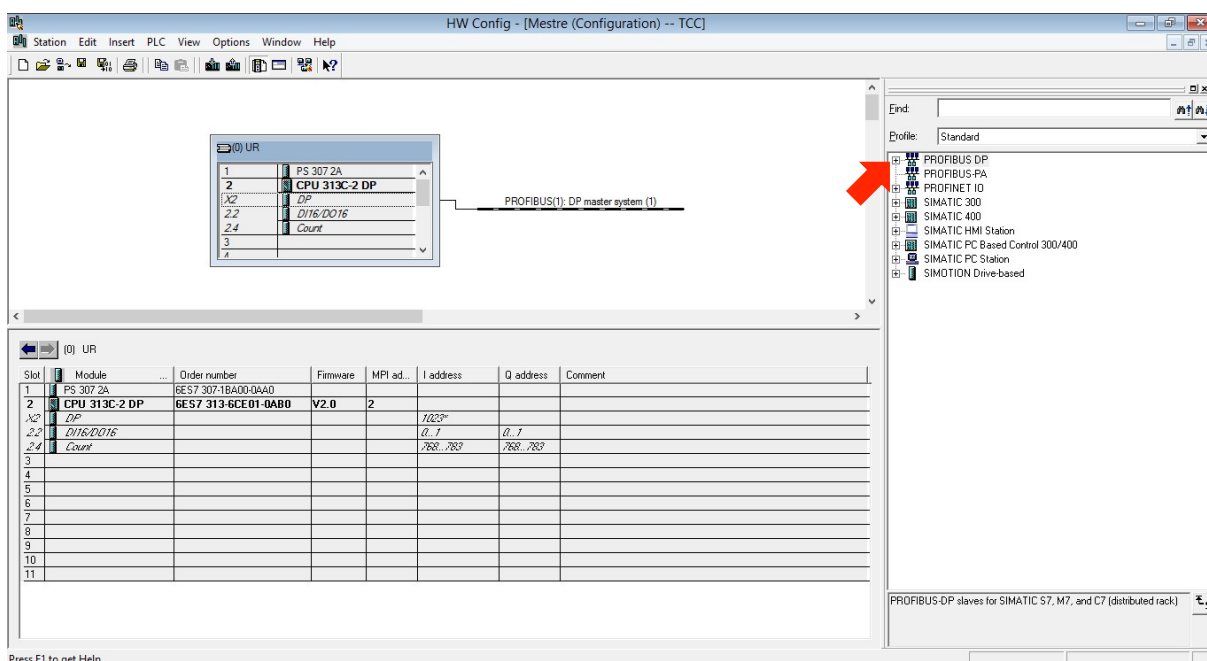 HW Config - [Mestre (Configuration) -- TCC]
Station Edit Insert PLC View Options Window Help
(0) UR
1 PS 307 2A
2 CPU 313C-2 DP
X2 DP
2.2 DI16/DO16
2.4 Count
3
4
PROFIBUS(1): DP master system (1)
Find:
Profile: Standard
PROFIBUS DP
PROFIBUS-PA
PROFINET IO
SIMATIC 300
SIMATIC 400
SIMATIC HMI Station
SIMATIC PC Based Control 300/400
SIMATIC PC Station
SIMOTION Drive-based
(0) UR
Slot Module ... Order number Firmware MPI ad... I address Q address Comment
1 PS 307 2A 6ES7 307-1BA00-0AA0
2 CPU 313C-2 DP 6ES7 313-6CE01-0AB0 V2.0 2
X2 DP 1023*
2.2 DI16/DO16 0...1 0...1
2.4 Count 768...783 768...783
3
4
5
6
7
8
9
10
11
PROFIBUS-DP slaves for SIMATIC S7, M7, and C7 (distributed rack)
Press F1 to get Help.